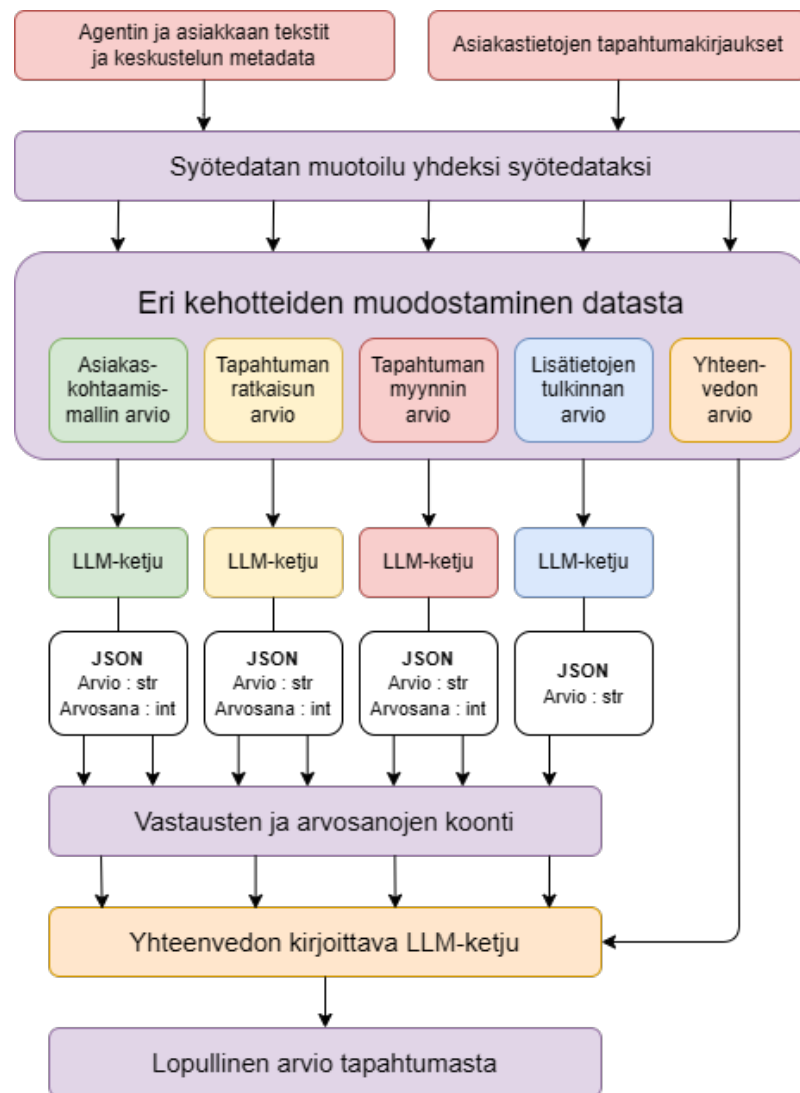 Agentin ja asiakkaan tekstit
ja keskustelun metadata
Asiakastietojen tapahtumakirjaukset
Syötedatan muotoilu yhdeksi syötedataksi
Eri kehotteiden muodostaminen datasta
Asiakas-
kohtaamis-
mallin arvio
Tapahtuman
ratkaisun
arvio
Tapahtuman
myynnin
arvio
Lisätietojen
tulkinnan
arvio
Yhteen-
vedon
arvio
LLM-ketju
LLM-ketju
LLM-ketju
LLM-ketju
JSON
Arvio : str
Arvosana : int
JSON
Arvio : str
Arvosana : int
JSON
Arvio : str
Arvosana : int
JSON
Arvio : str
Vastausten ja arvosanojen koonti
Yhteenvedon kirjoittava LLM-ketju
Lopullinen arvio tapahtumasta